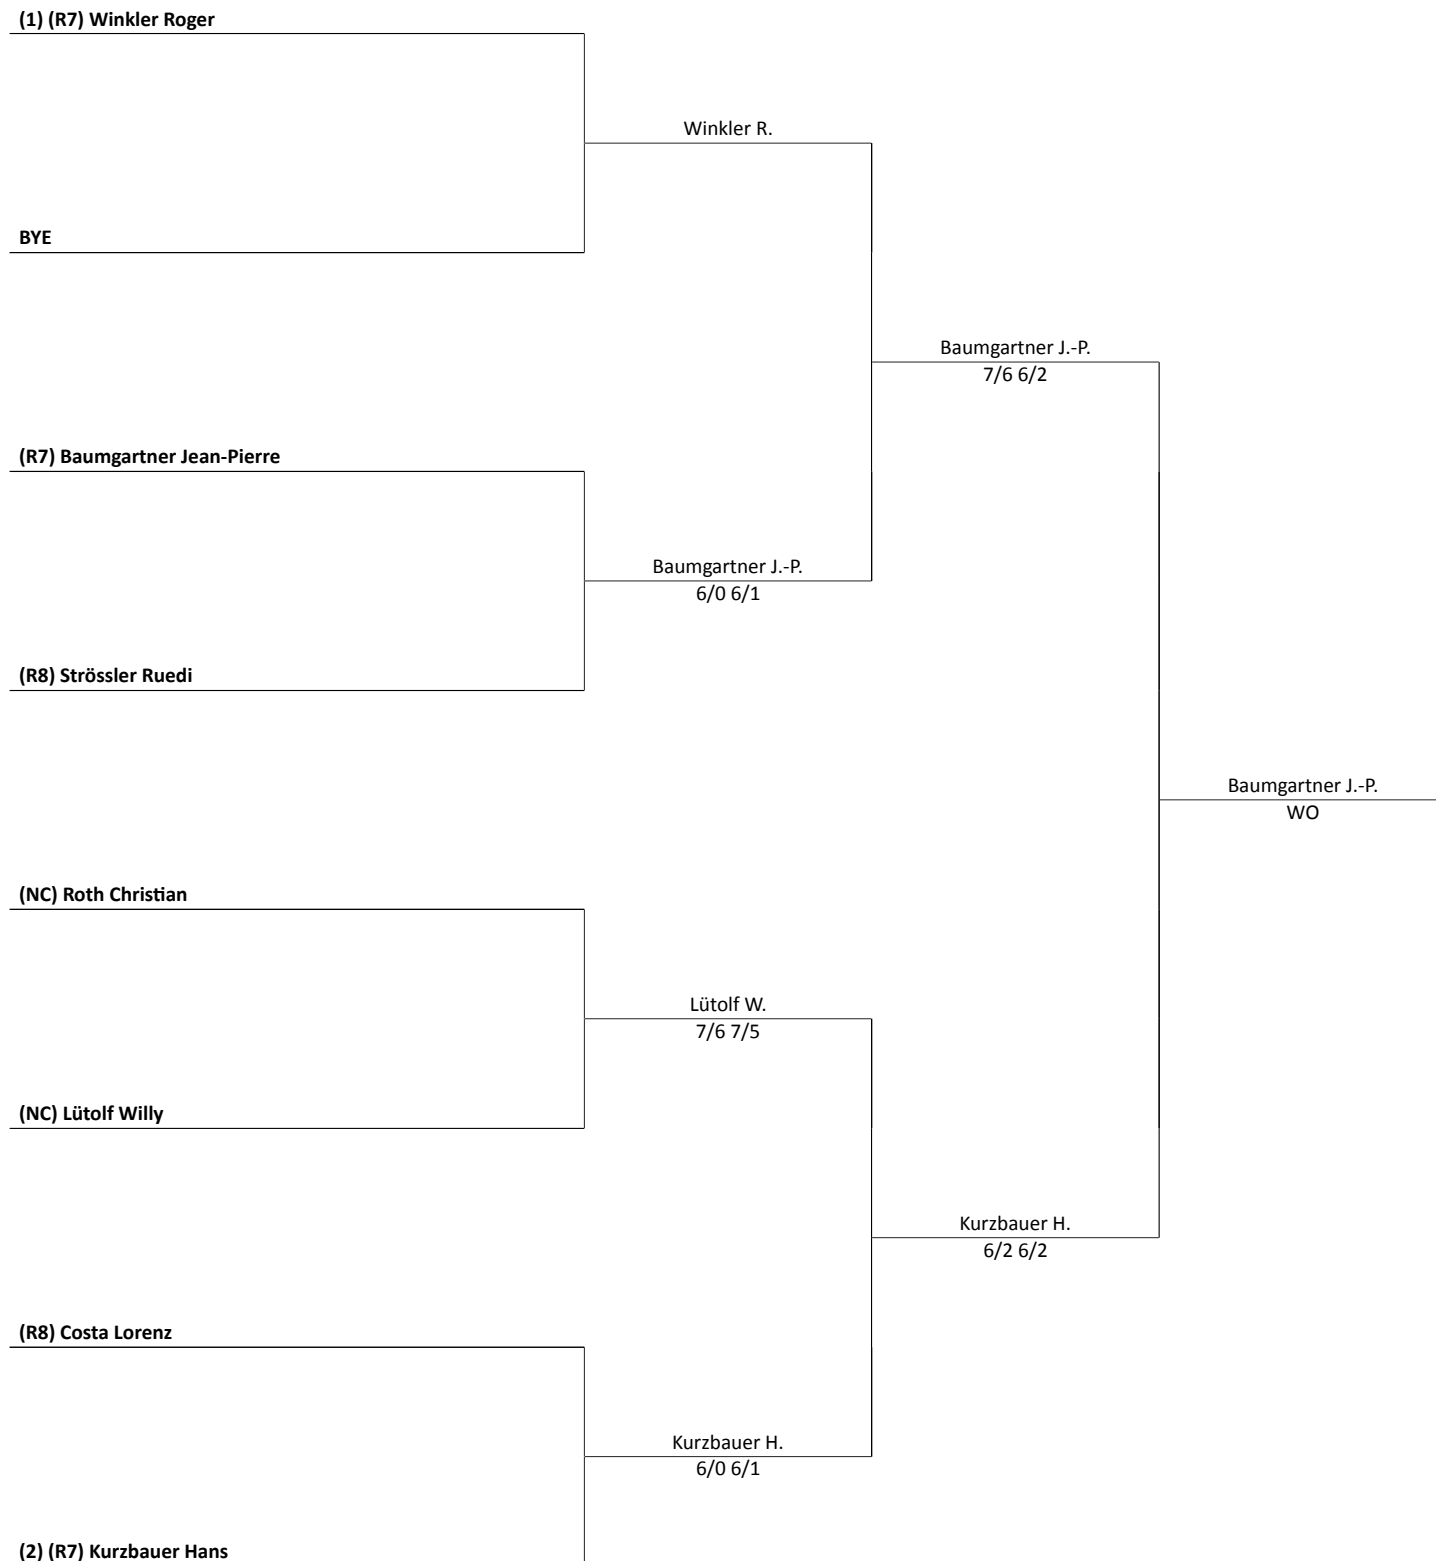 (1) (R7) Winkler Roger
Winkler R.
BYE
Baumgartner J.-P.
7/6 6/2
(R7) Baumgartner Jean-Pierre
Baumgartner J.-P.
6/0 6/1
(R8) Strössler Ruedi
Baumgartner J.-P.
WO
(NC) Roth Christian
Lütolf W.
7/6 7/5
(NC) Lütolf Willy
Kurzbauer H.
6/2 6/2
(R8) Costa Lorenz
Kurzbauer H.
6/0 6/1
(2) (R7) Kurzbauer Hans